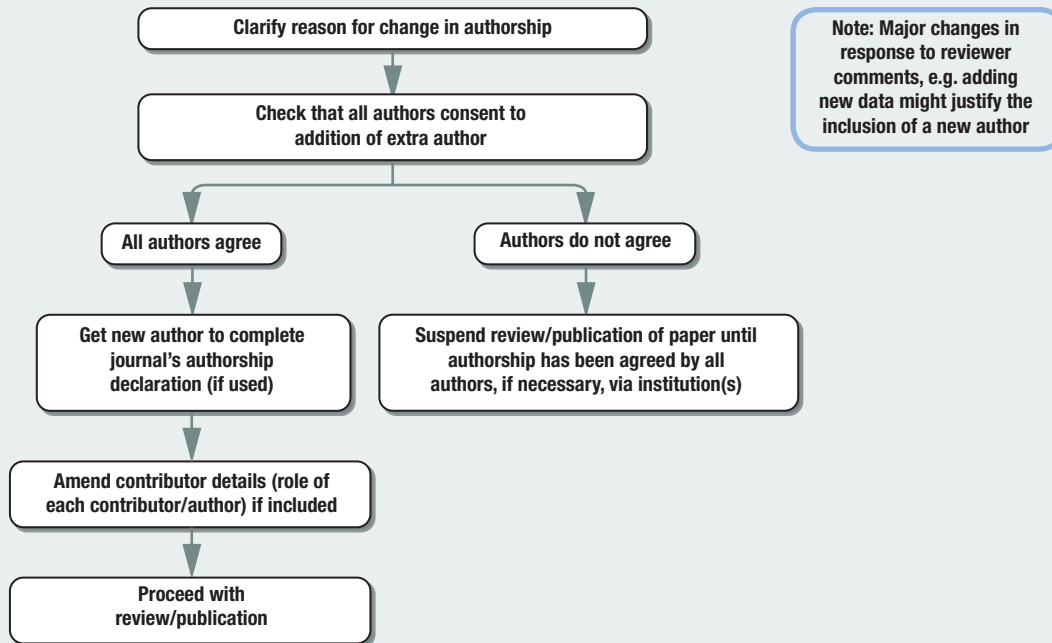 Clarify reason for change in authorship
Note: Major changes in
response to reviewer
comments, e.g. adding
new data might justify the
inclusion of a new author
Check that all authors consent to
addition of extra author
All authors agree
Authors do not agree
Get new author to complete
journal’s authorship
declaration (if used)
Suspend review/publication of paper until
authorship has been agreed by all
authors, if necessary, via institution(s)
Amend contributor details (role of
each contributor/author) if included
Proceed with
review/publication